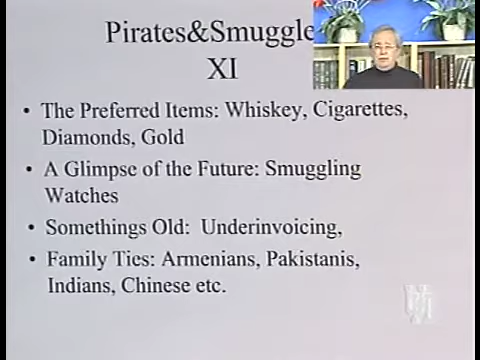 Pirates&Smuggle
XI
• The Preferred Items: Whiskey, Cigarettes,
Diamonds, Gold
• A Glimpse of the Future: Smuggling
Watches
• Somethings Old: Underinvoicing,
• Family Ties: Armenians, Pakistanis,
Indians, Chinese etc.